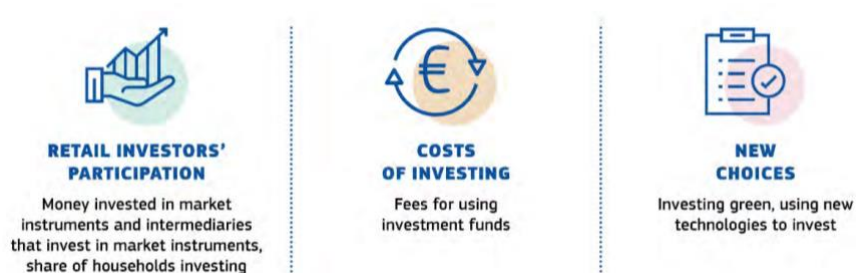 RETAIL INVESTORS'
PARTICIPATION
Money invested in market
instruments and intermediaries
that invest in market instruments,
share of households investing
€
COSTS
OF INVESTING
Fees for using
investment funds
NEW
CHOICES
Investing green, using new
technologies to invest